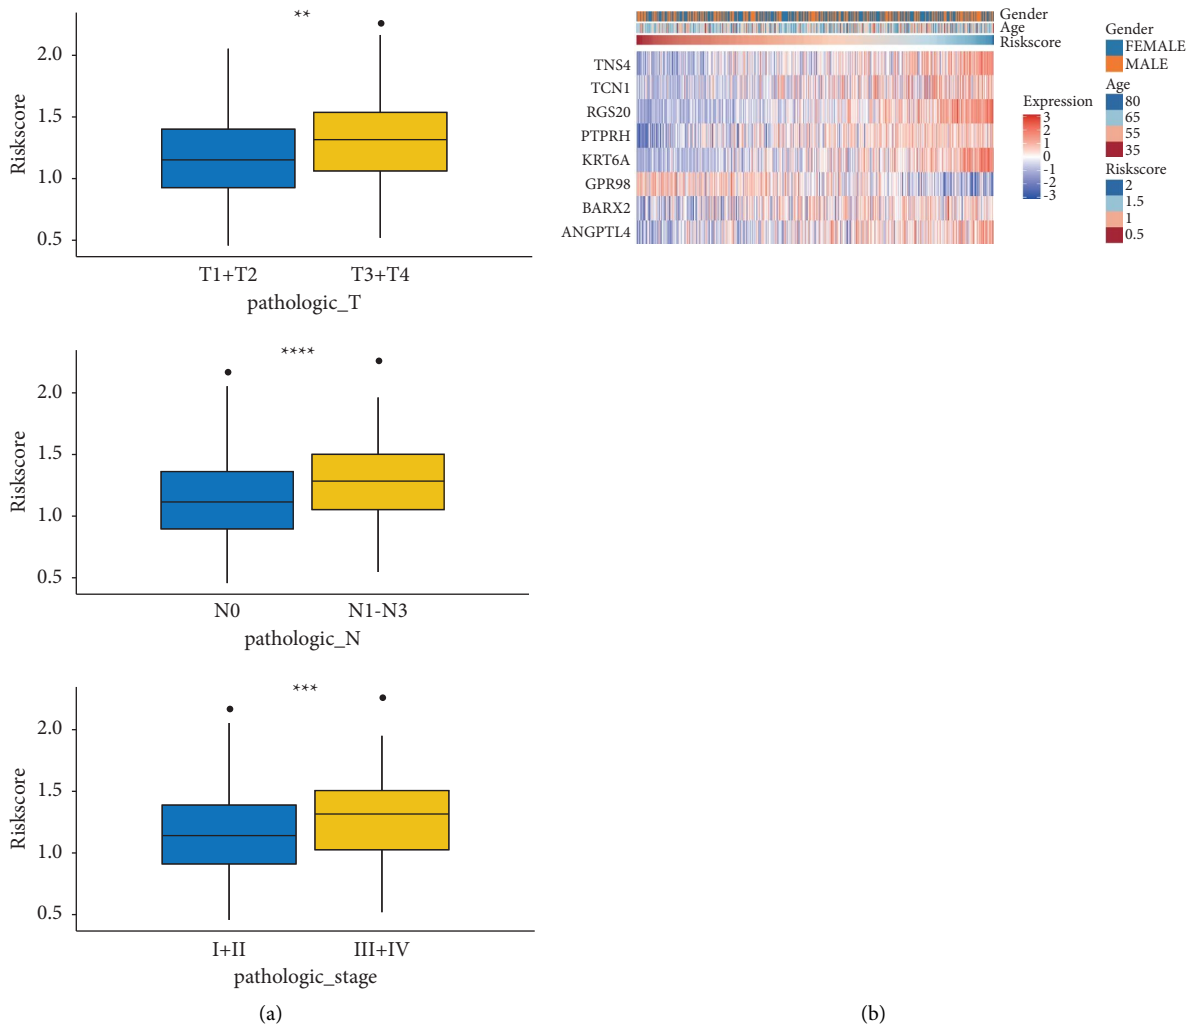 **
2.0
1.5
1.0
0.5
Riskscore
T1+T2
T3+T4
pathologic_T
****
2.0
1.5
1.0
0.5
Riskscore
N0
N1-N3
pathologic_N
***
2.0
1.5
1.0
0.5
Riskscore
I+II
III+IV
pathologic_stage
(a)
Gender
Age
Riskscore
TNS4
TCN1
RGS20
PTPRH
KRT6A
GPR98
BARX2
ANGPTL4
Expression
3
2
1
0
-1
-2
-3
Gender
FEMALE
MALE
Age
80
65
55
35
Riskscore
2
1.5
1
0.5
(b)